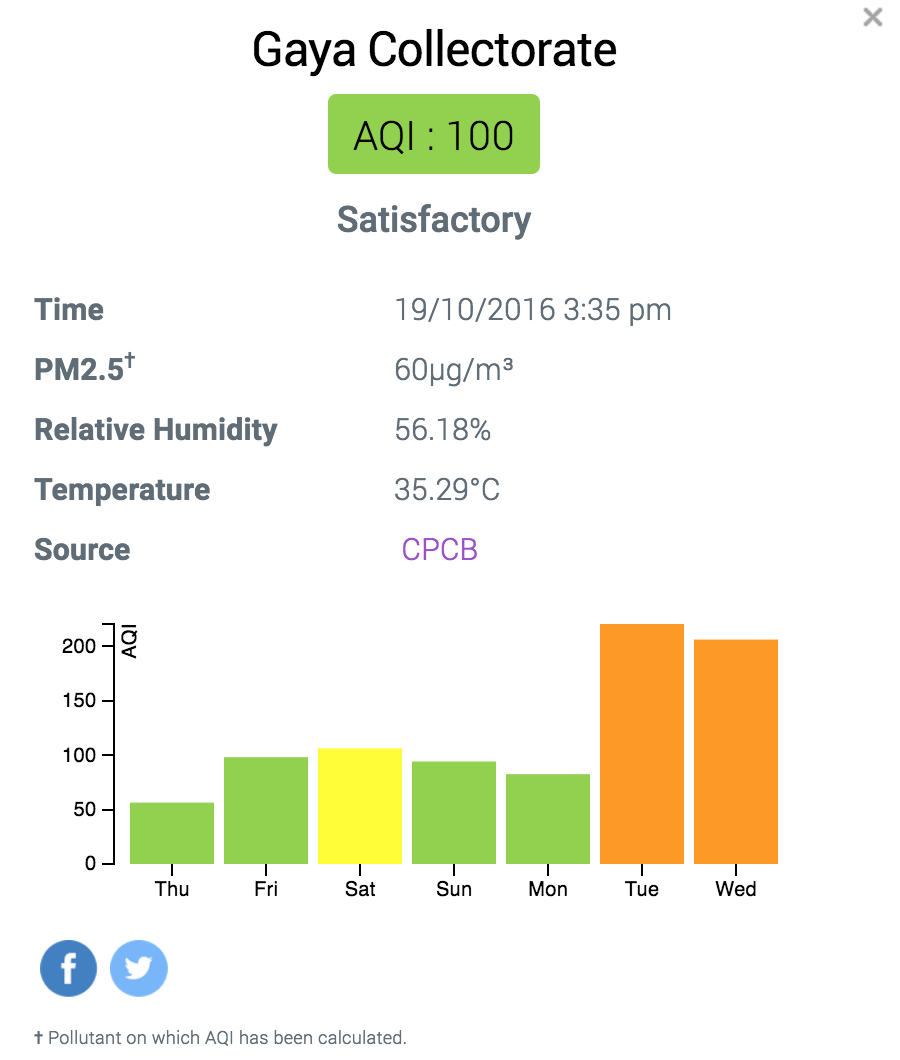 ×
Gaya Collectorate
AQI : 100
Satisfactory
Time 19/10/2016 3:35 pm
PM2.5† 60µg/m³
Relative Humidity 56.18%
Temperature 35.29°C
Source CPCB
AQI
200
150
100
50
0
Thu Fri Sat Sun Mon Tue Wed
† Pollutant on which AQI has been calculated.